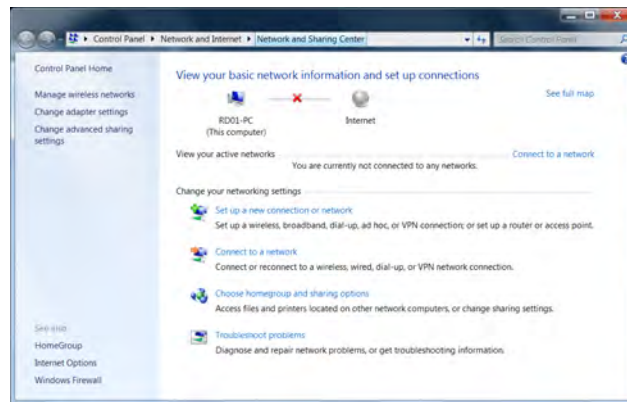 Control Panel ▸ Network and Internet ▸ Network and Sharing Center
Search Control Panel
Control Panel Home
Manage wireless networks
Change adapter settings
Change advanced sharing
settings
See also
HomeGroup
Internet Options
Windows Firewall
View your basic network information and set up connections
See full map
RD01-PC
(This computer)
Internet
View your active networks
Connect to a network
You are currently not connected to any networks.
Change your networking settings
Set up a new connection or network
Set up a wireless, broadband, dial-up, ad hoc, or VPN connection; or set up a router or access point.
Connect to a network
Connect or reconnect to a wireless, wired, dial-up, or VPN network connection.
Choose homegroup and sharing options
Access files and printers located on other network computers, or change sharing settings.
Troubleshoot problems
Diagnose and repair network problems, or get troubleshooting information.